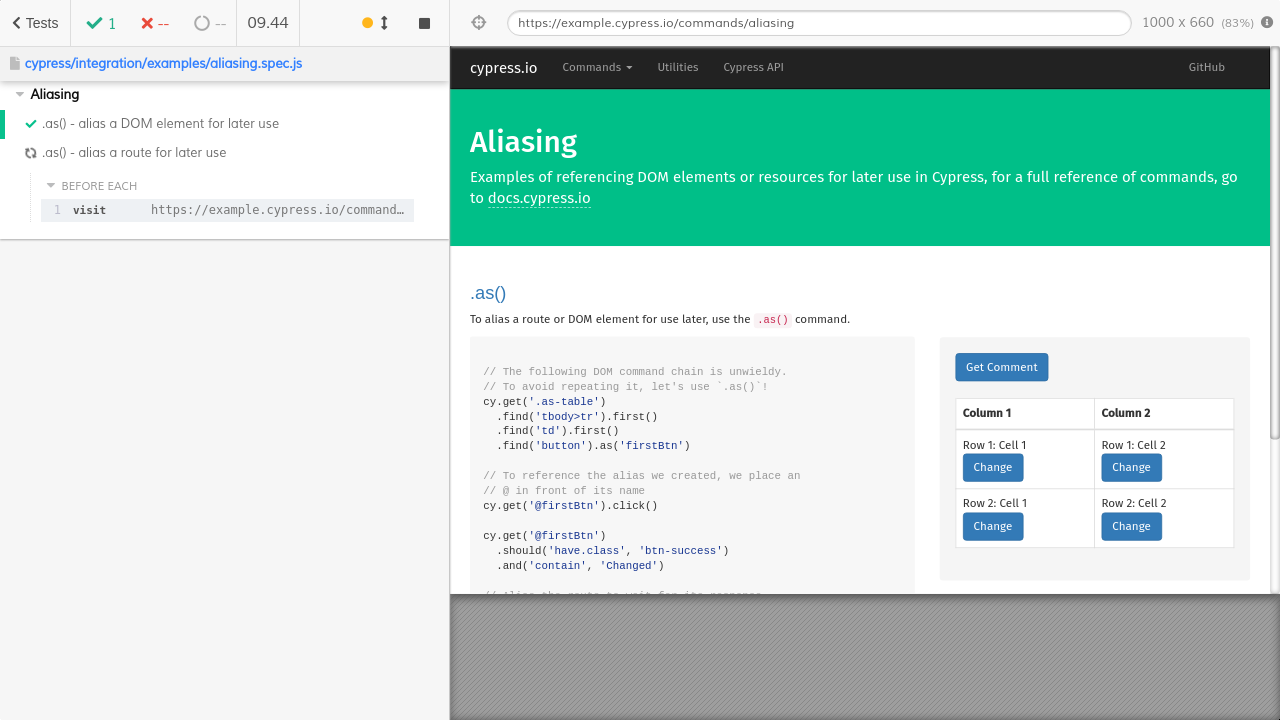 Tests
1
--
--
09.44
https://example.cypress.io/commands/aliasing
1000 x 660 (83%)
cypress/integration/examples/aliasing.spec.js
Aliasing
.as() - alias a DOM element for later use
.as() - alias a route for later use
BEFORE EACH
1 visit https://example.cypress.io/command…
cypress.io
Commands
Utilities
Cypress API
GitHub
Aliasing
Examples of referencing DOM elements or resources for later use in Cypress, for a full reference of commands, go
to docs.cypress.io
.as()
To alias a route or DOM element for use later, use the .as() command.
// The following DOM command chain is unwieldy.
// To avoid repeating it, let's use `.as()`!
cy.get('.as-table')
.find('tbody>tr').first()
.find('td').first()
.find('button').as('firstBtn')
// To reference the alias we created, we place an
// @ in front of its name
cy.get('@firstBtn').click()
cy.get('@firstBtn')
.should('have.class', 'btn-success')
.and('contain', 'Changed')
// Alias the route to wait for its response
Get Comment
Column 1 Column 2
Row 1: Cell 1 Row 1: Cell 2
Change Change
Row 2: Cell 1 Row 2: Cell 2
Change Change